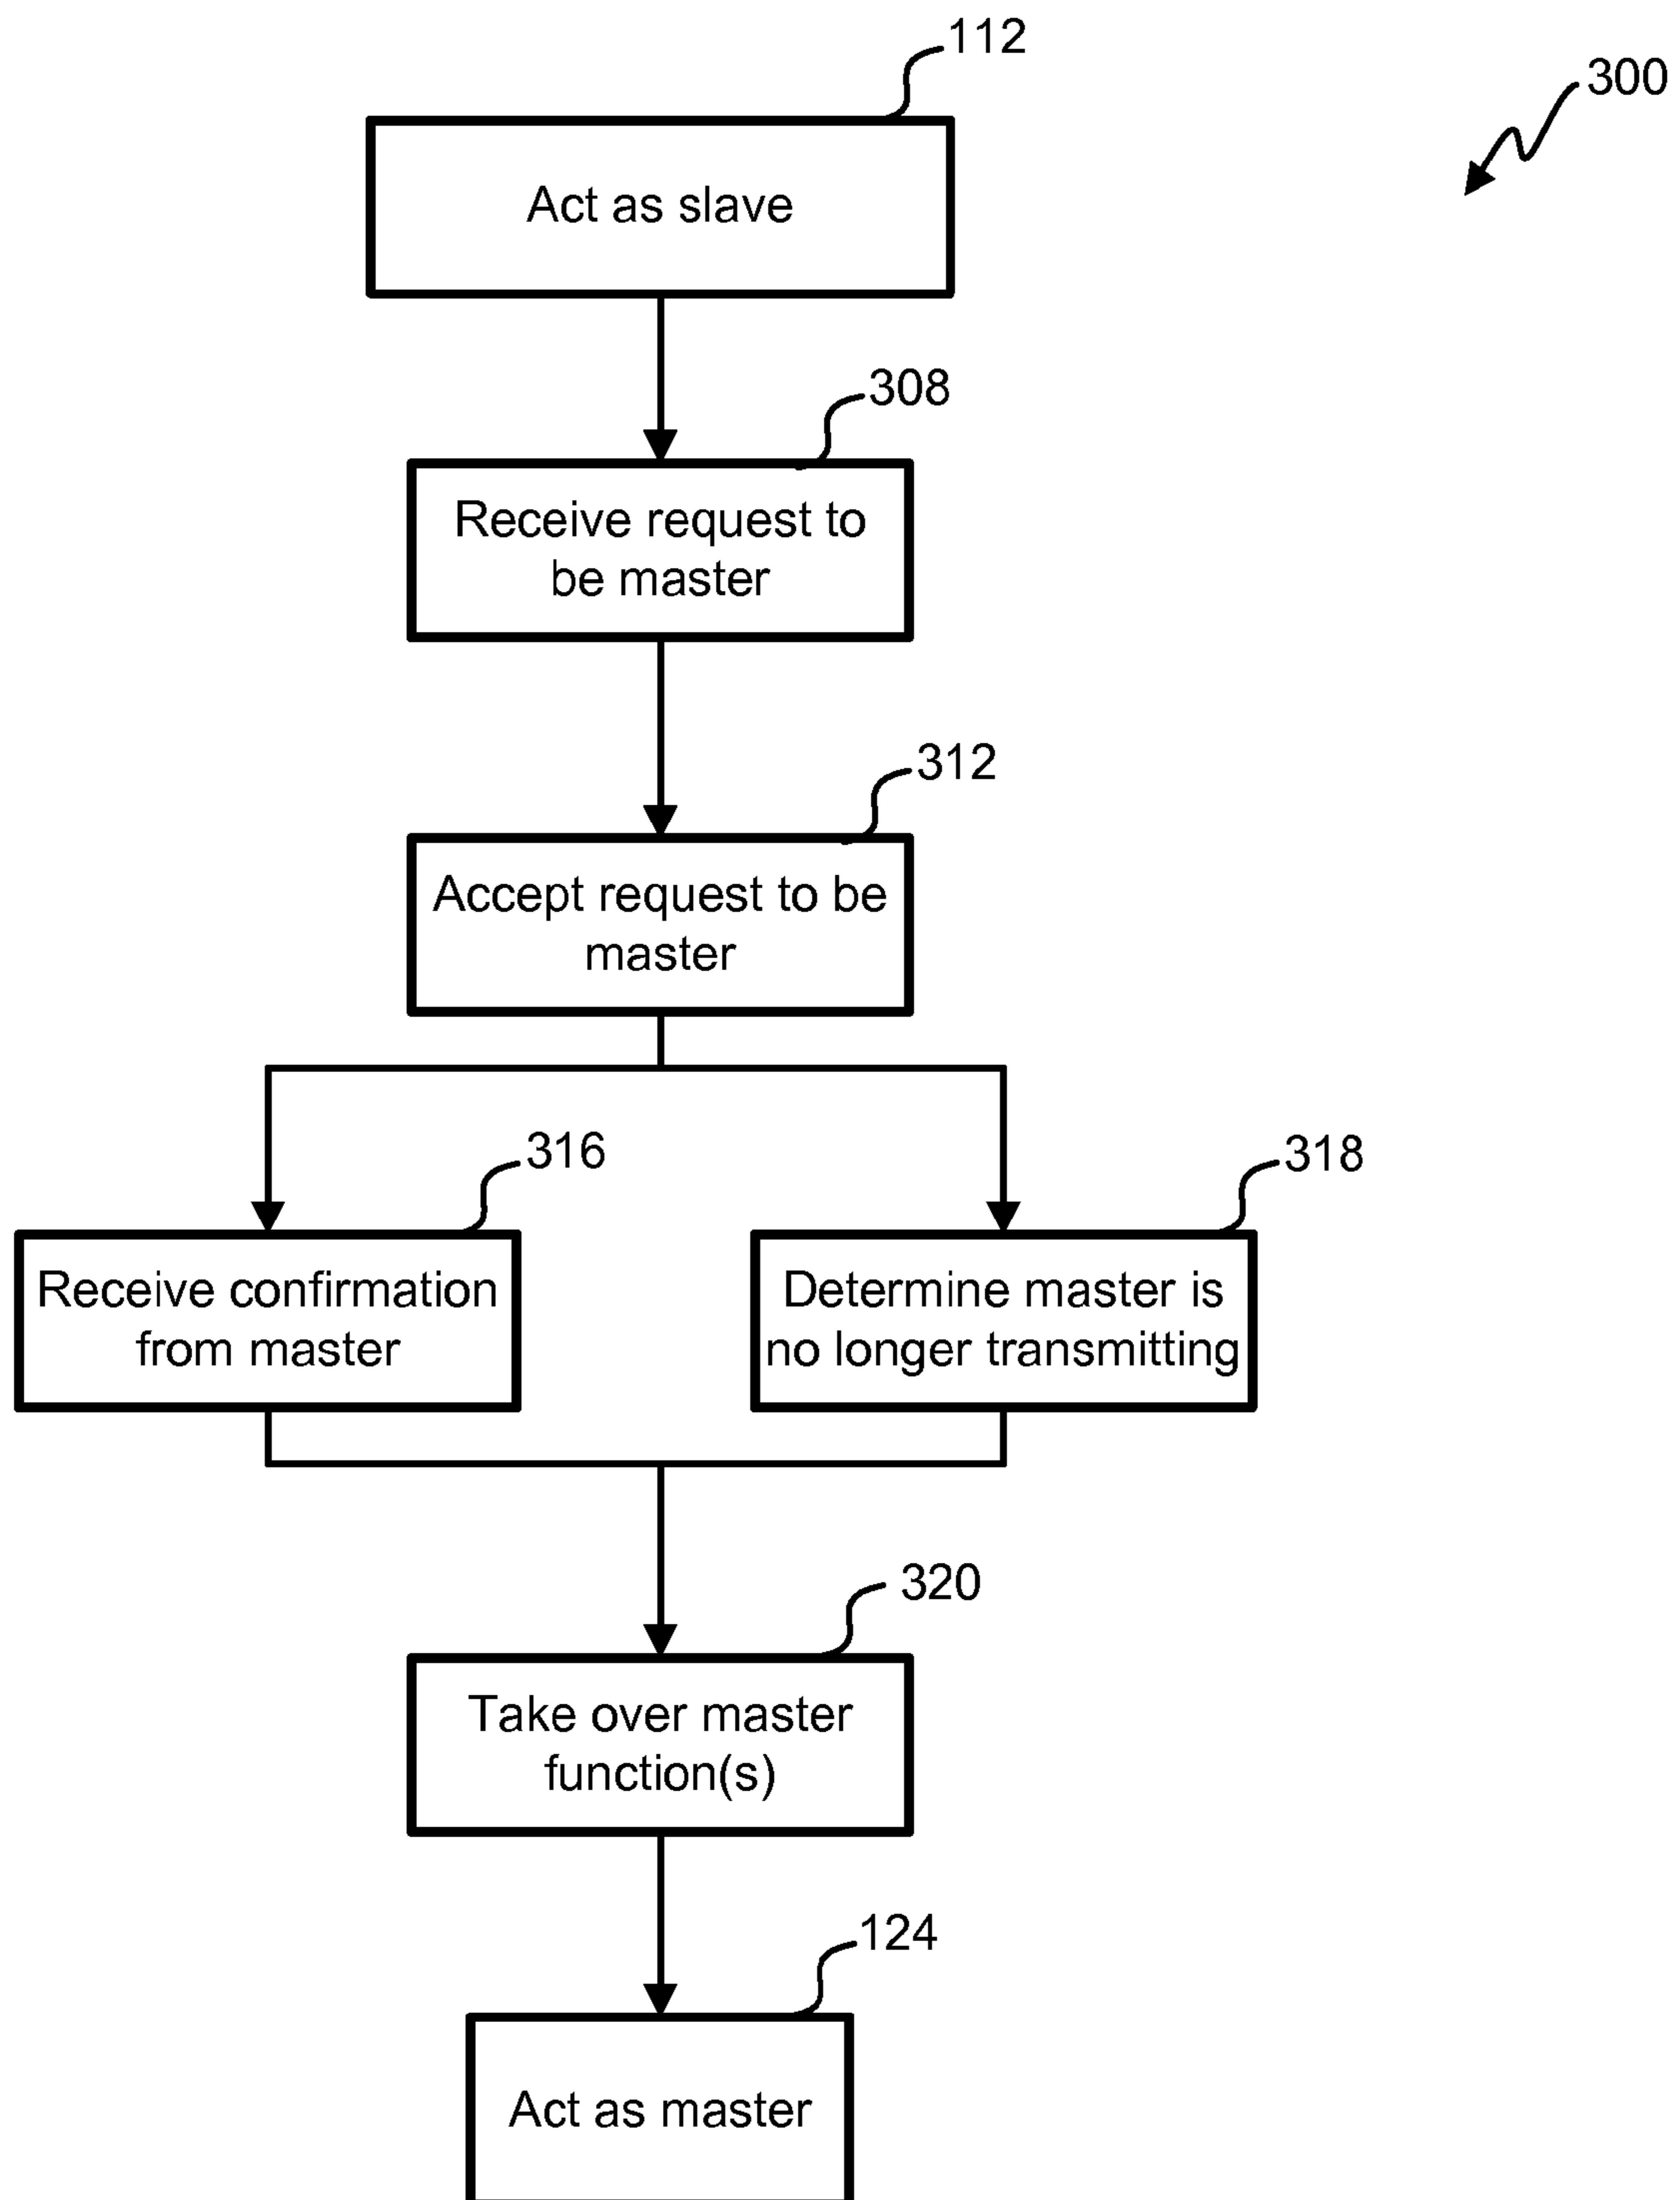 112
300
Act as slave
308
Receive request to
be master
312
Accept request to be
master
316
318
Receive confirmation
from master
Determine master is
no longer transmitting
320
Take over master
function(s)
124
Act as master